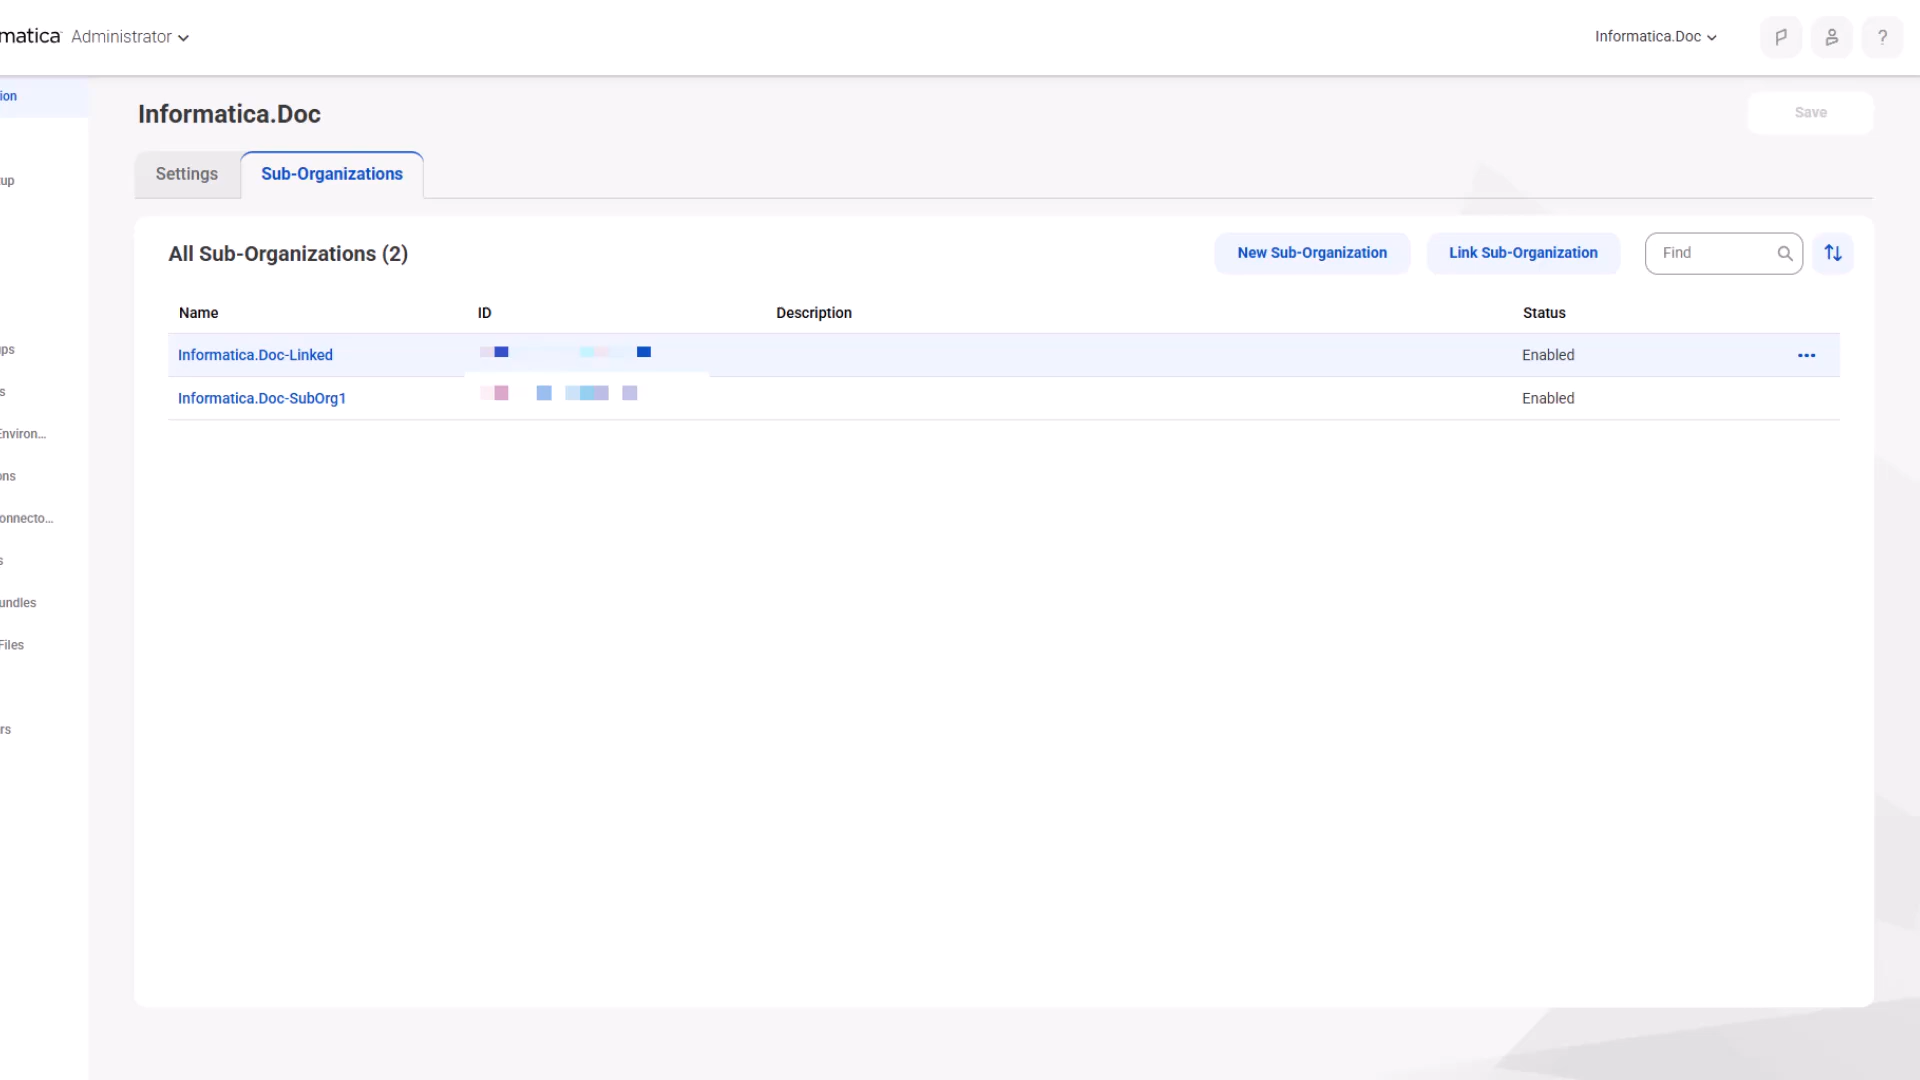 matica Administrator
Informatica.Doc
?
ion
Informatica.Doc
Save
Settings
Sub-Organizations
up
All Sub-Organizations (2)
New Sub-Organization
Link Sub-Organization
Find
Name ID Description Status
Informatica.Doc-Linked Enabled ...
Informatica.Doc-SubOrg1 Enabled
ps
s
Environ...
ons
onnecto...
s
undles
Files
rs